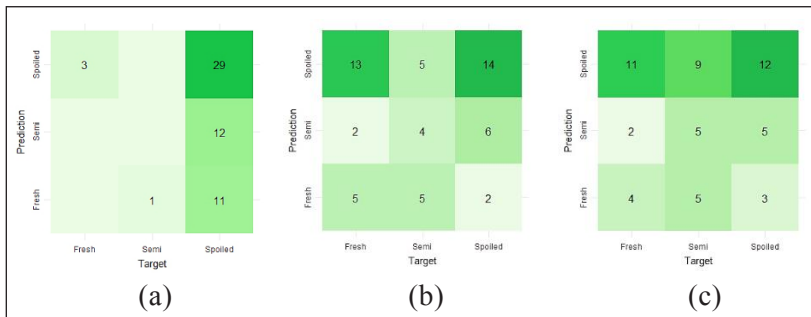 Spoiled 3 29
Semi 12
Fresh 1 11
Prediction
Fresh Semi Spoiled
Target
(a)
Spoiled 13 5 14
Semi 2 4 6
Fresh 5 5 2
Prediction
Fresh Semi Spoiled
Target
(b)
Spoiled 11 9 12
Semi 2 5 5
Fresh 4 5 3
Prediction
Fresh Semi Spoiled
Target
(c)